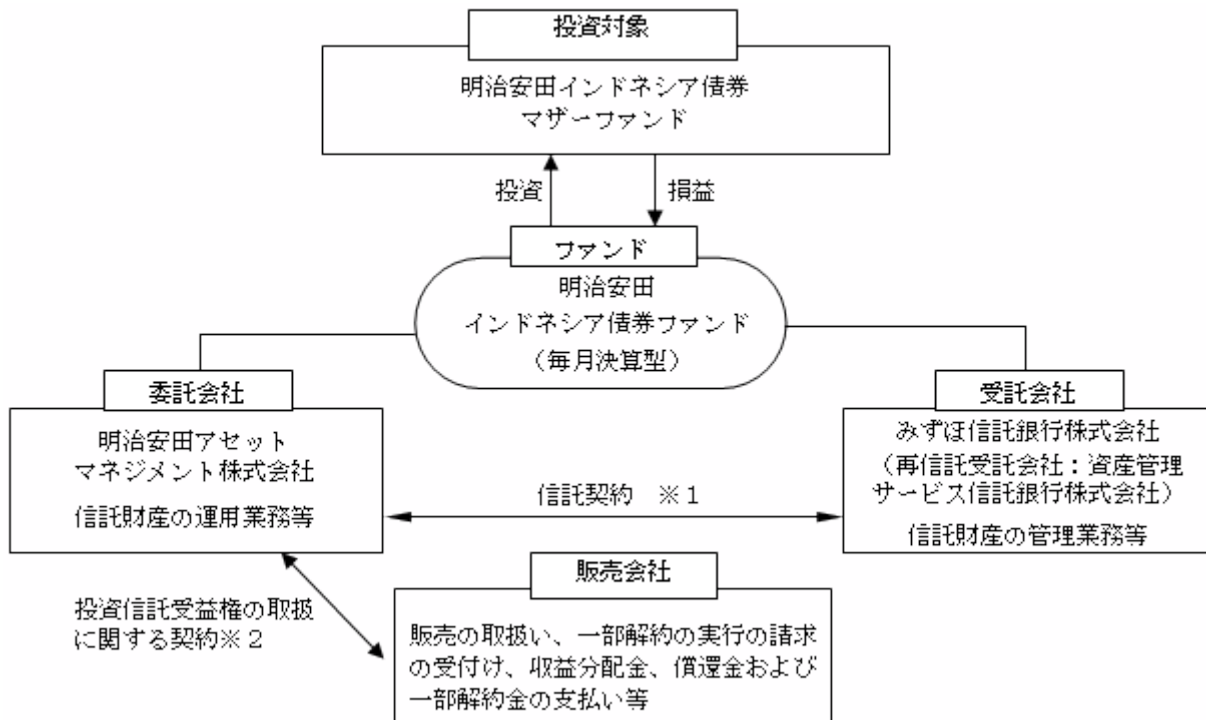 投資対象
明治安田インドネシア債券
マザーファンド
投資
損益
ファンド
明治安田
インドネシア債券ファンド
（毎月決算型）
委託会社
明治安田アセット
マネジメント株式会社
信託財産の運用業務等
信託契約　※１
受託会社
みずほ信託銀行株式会社
（再信託受託会社：資産管理
サービス信託銀行株式会社）
信託財産の管理業務等
投資信託受益権の取扱
に関する契約※２
販売会社
販売の取扱い、一部解約の実行の請求
の受付け、収益分配金、償還金および
一部解約金の支払い等